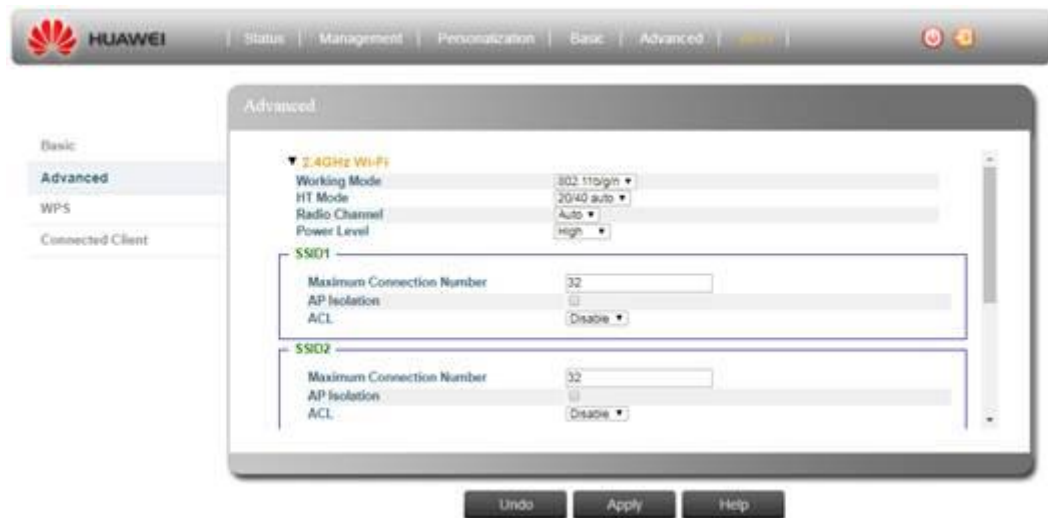 HUAWEI
Status | Management | Personalization | Basic | Advanced |
Advanced
Basic
Advanced
WPS
Connected Client
▼ 2.4GHz Wi-Fi
Working Mode 802.11b/g/n ▼
HT Mode 20/40 auto ▼
Radio Channel Auto ▼
Power Level High ▼
SSID1
Maximum Connection Number 32
AP Isolation
ACL Disable ▼
SSID2
Maximum Connection Number 32
AP Isolation
ACL Disable ▼
Undo Apply Help